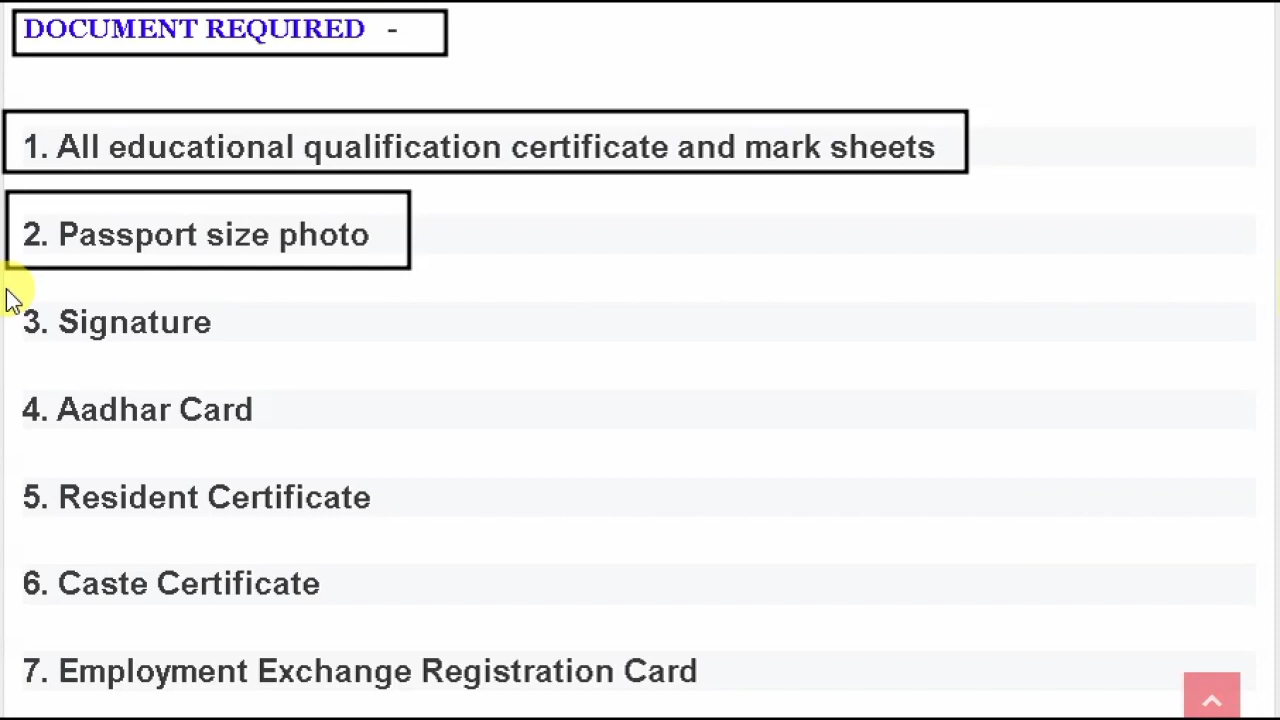 DOCUMENT REQUIRED -
1. All educational qualification certificate and mark sheets
2. Passport size photo
3. Signature
4. Aadhar Card
5. Resident Certificate
6. Caste Certificate
7. Employment Exchange Registration Card